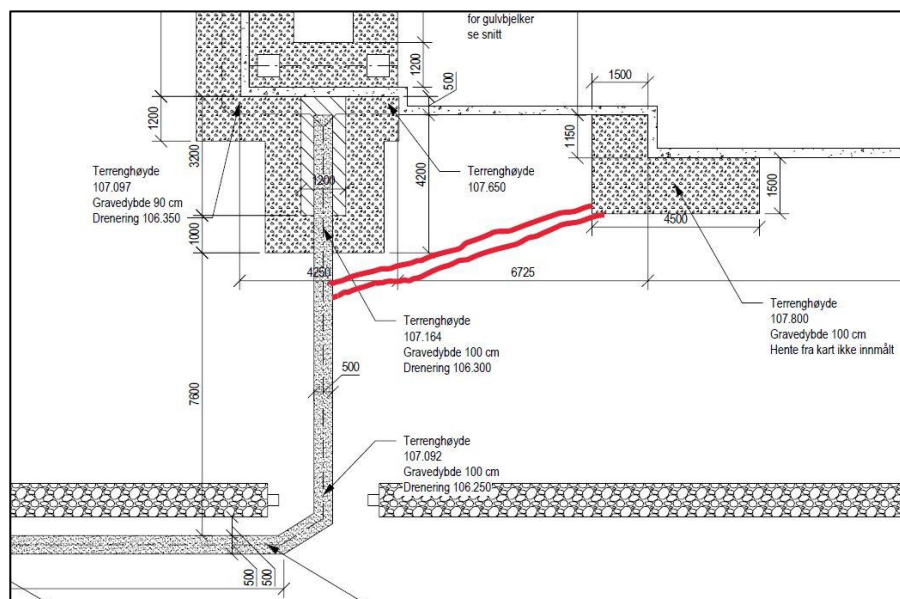 for gulvbjelker
se snitt
1200
500
1500
1200
3200
1150
Terrenghøyde
107.097
Gravedybde 90 cm
Drenering 106.350
1200
4200
Terrenghøyde
107.650
1500
4500
1000
4250
6725
Terrenghøyde
107.800
Gravedybde 100 cm
Hente fra kart ikke innmålt
Terrenghøyde
107.164
Gravedybde 100 cm
Drenering 106.300
500
7600
Terrenghøyde
107.092
Gravedybde 100 cm
Drenering 106.250
500
500